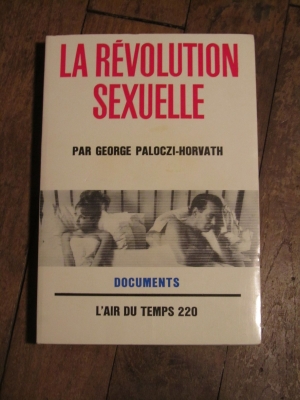 LA RÉVOLUTION
SEXUELLE
PAR GEORGE PALOCZI-HORVATH
DOCUMENTS
L'AIR DU TEMPS 220